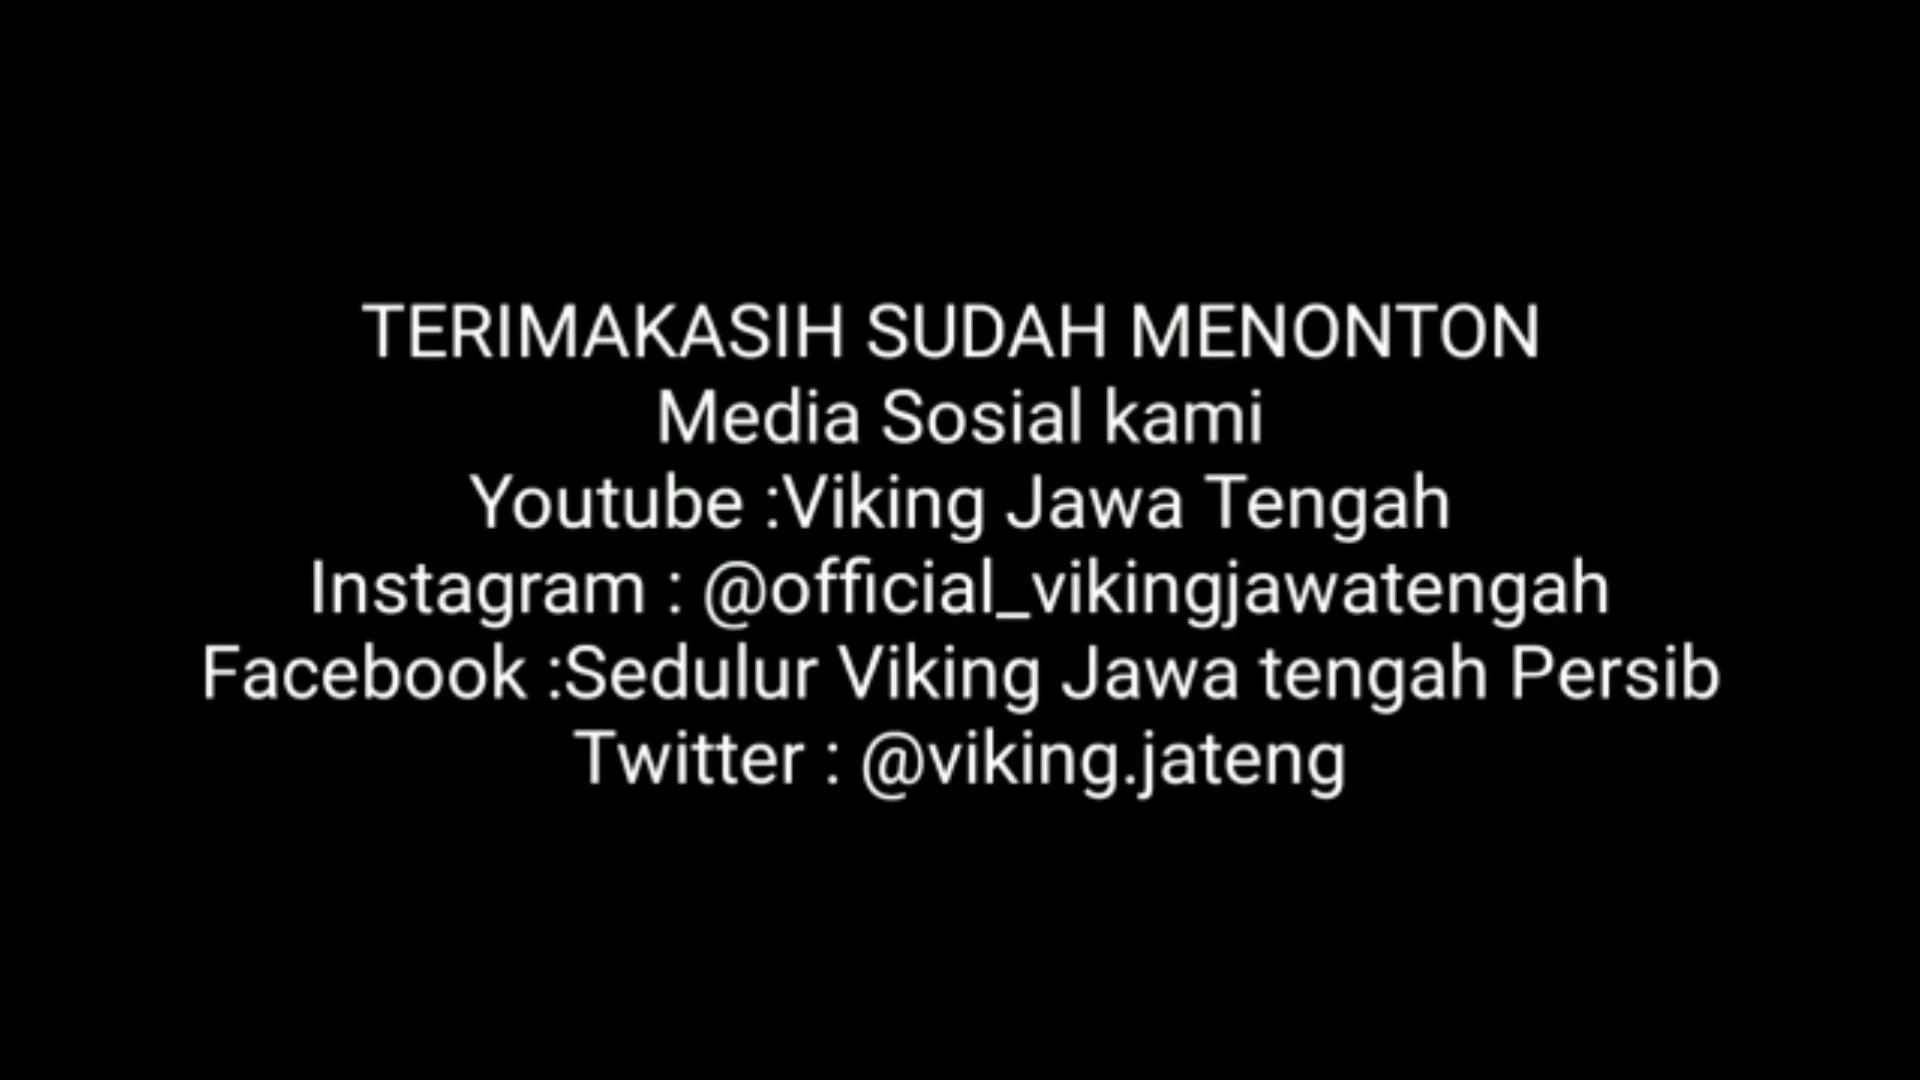 TERIMAKASIH SUDAH MENONTON
Media Sosial kami
Youtube :Viking Jawa Tengah
Instagram : @official_vikingjawatengah
Facebook :Sedulur Viking Jawa tengah Persib
Twitter : @viking.jateng